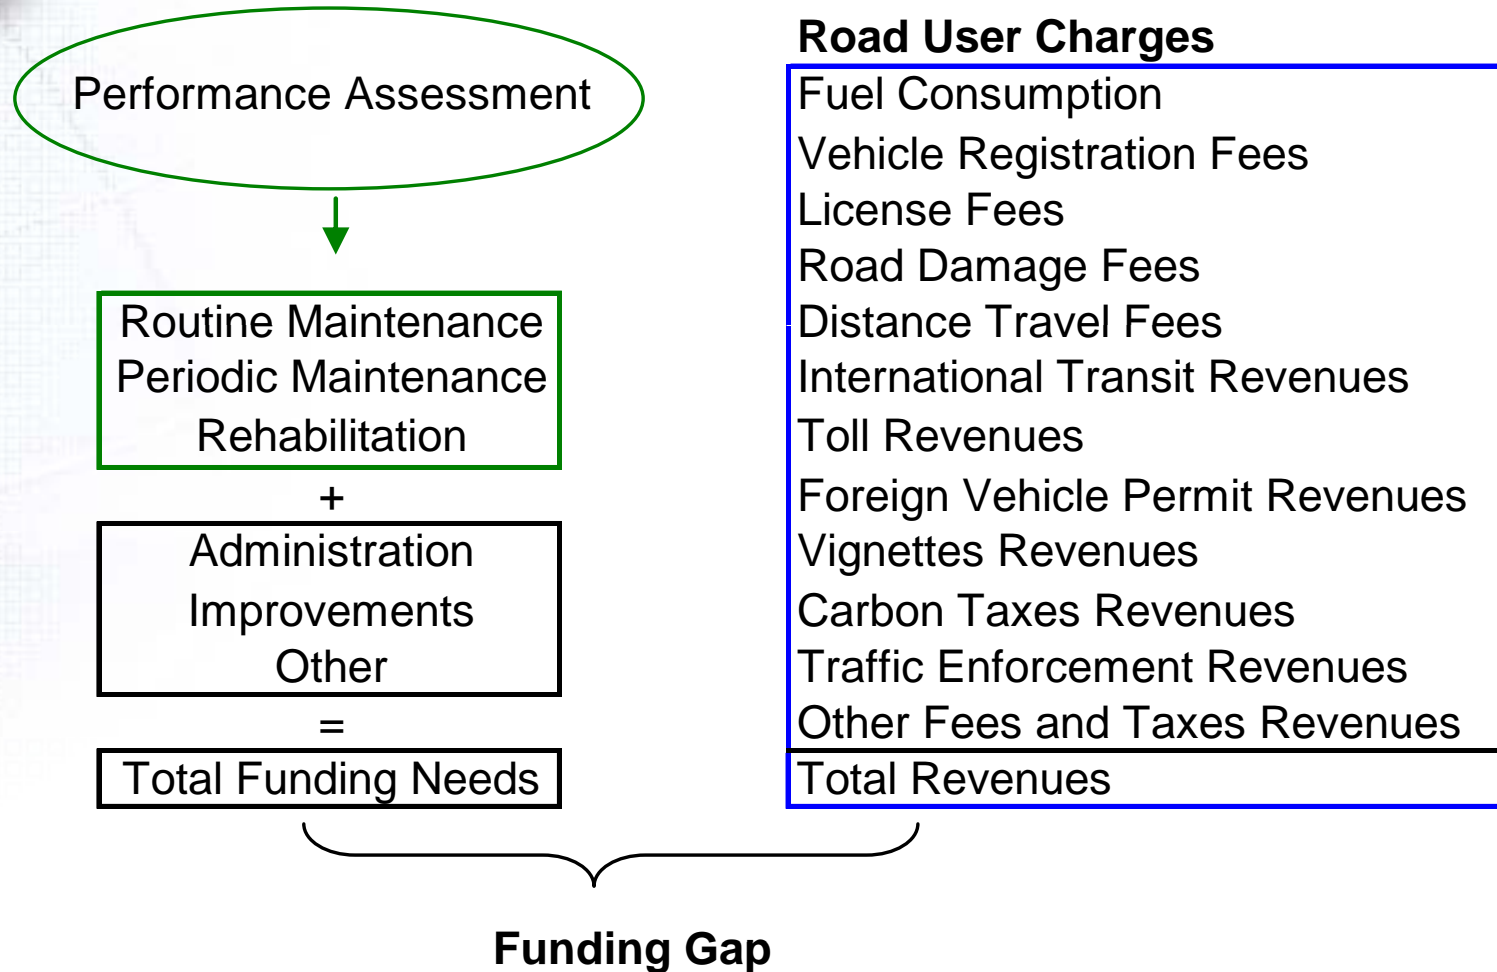 Performance Assessment
Routine Maintenance
Periodic Maintenance
Rehabilitation
+
Administration
Improvements
Other
=
Total Funding Needs
Road User Charges
Fuel Consumption
Vehicle Registration Fees
License Fees
Road Damage Fees
Distance Travel Fees
International Transit Revenues
Toll Revenues
Foreign Vehicle Permit Revenues
Vignettes Revenues
Carbon Taxes Revenues
Traffic Enforcement Revenues
Other Fees and Taxes Revenues
Total Revenues
Funding Gap